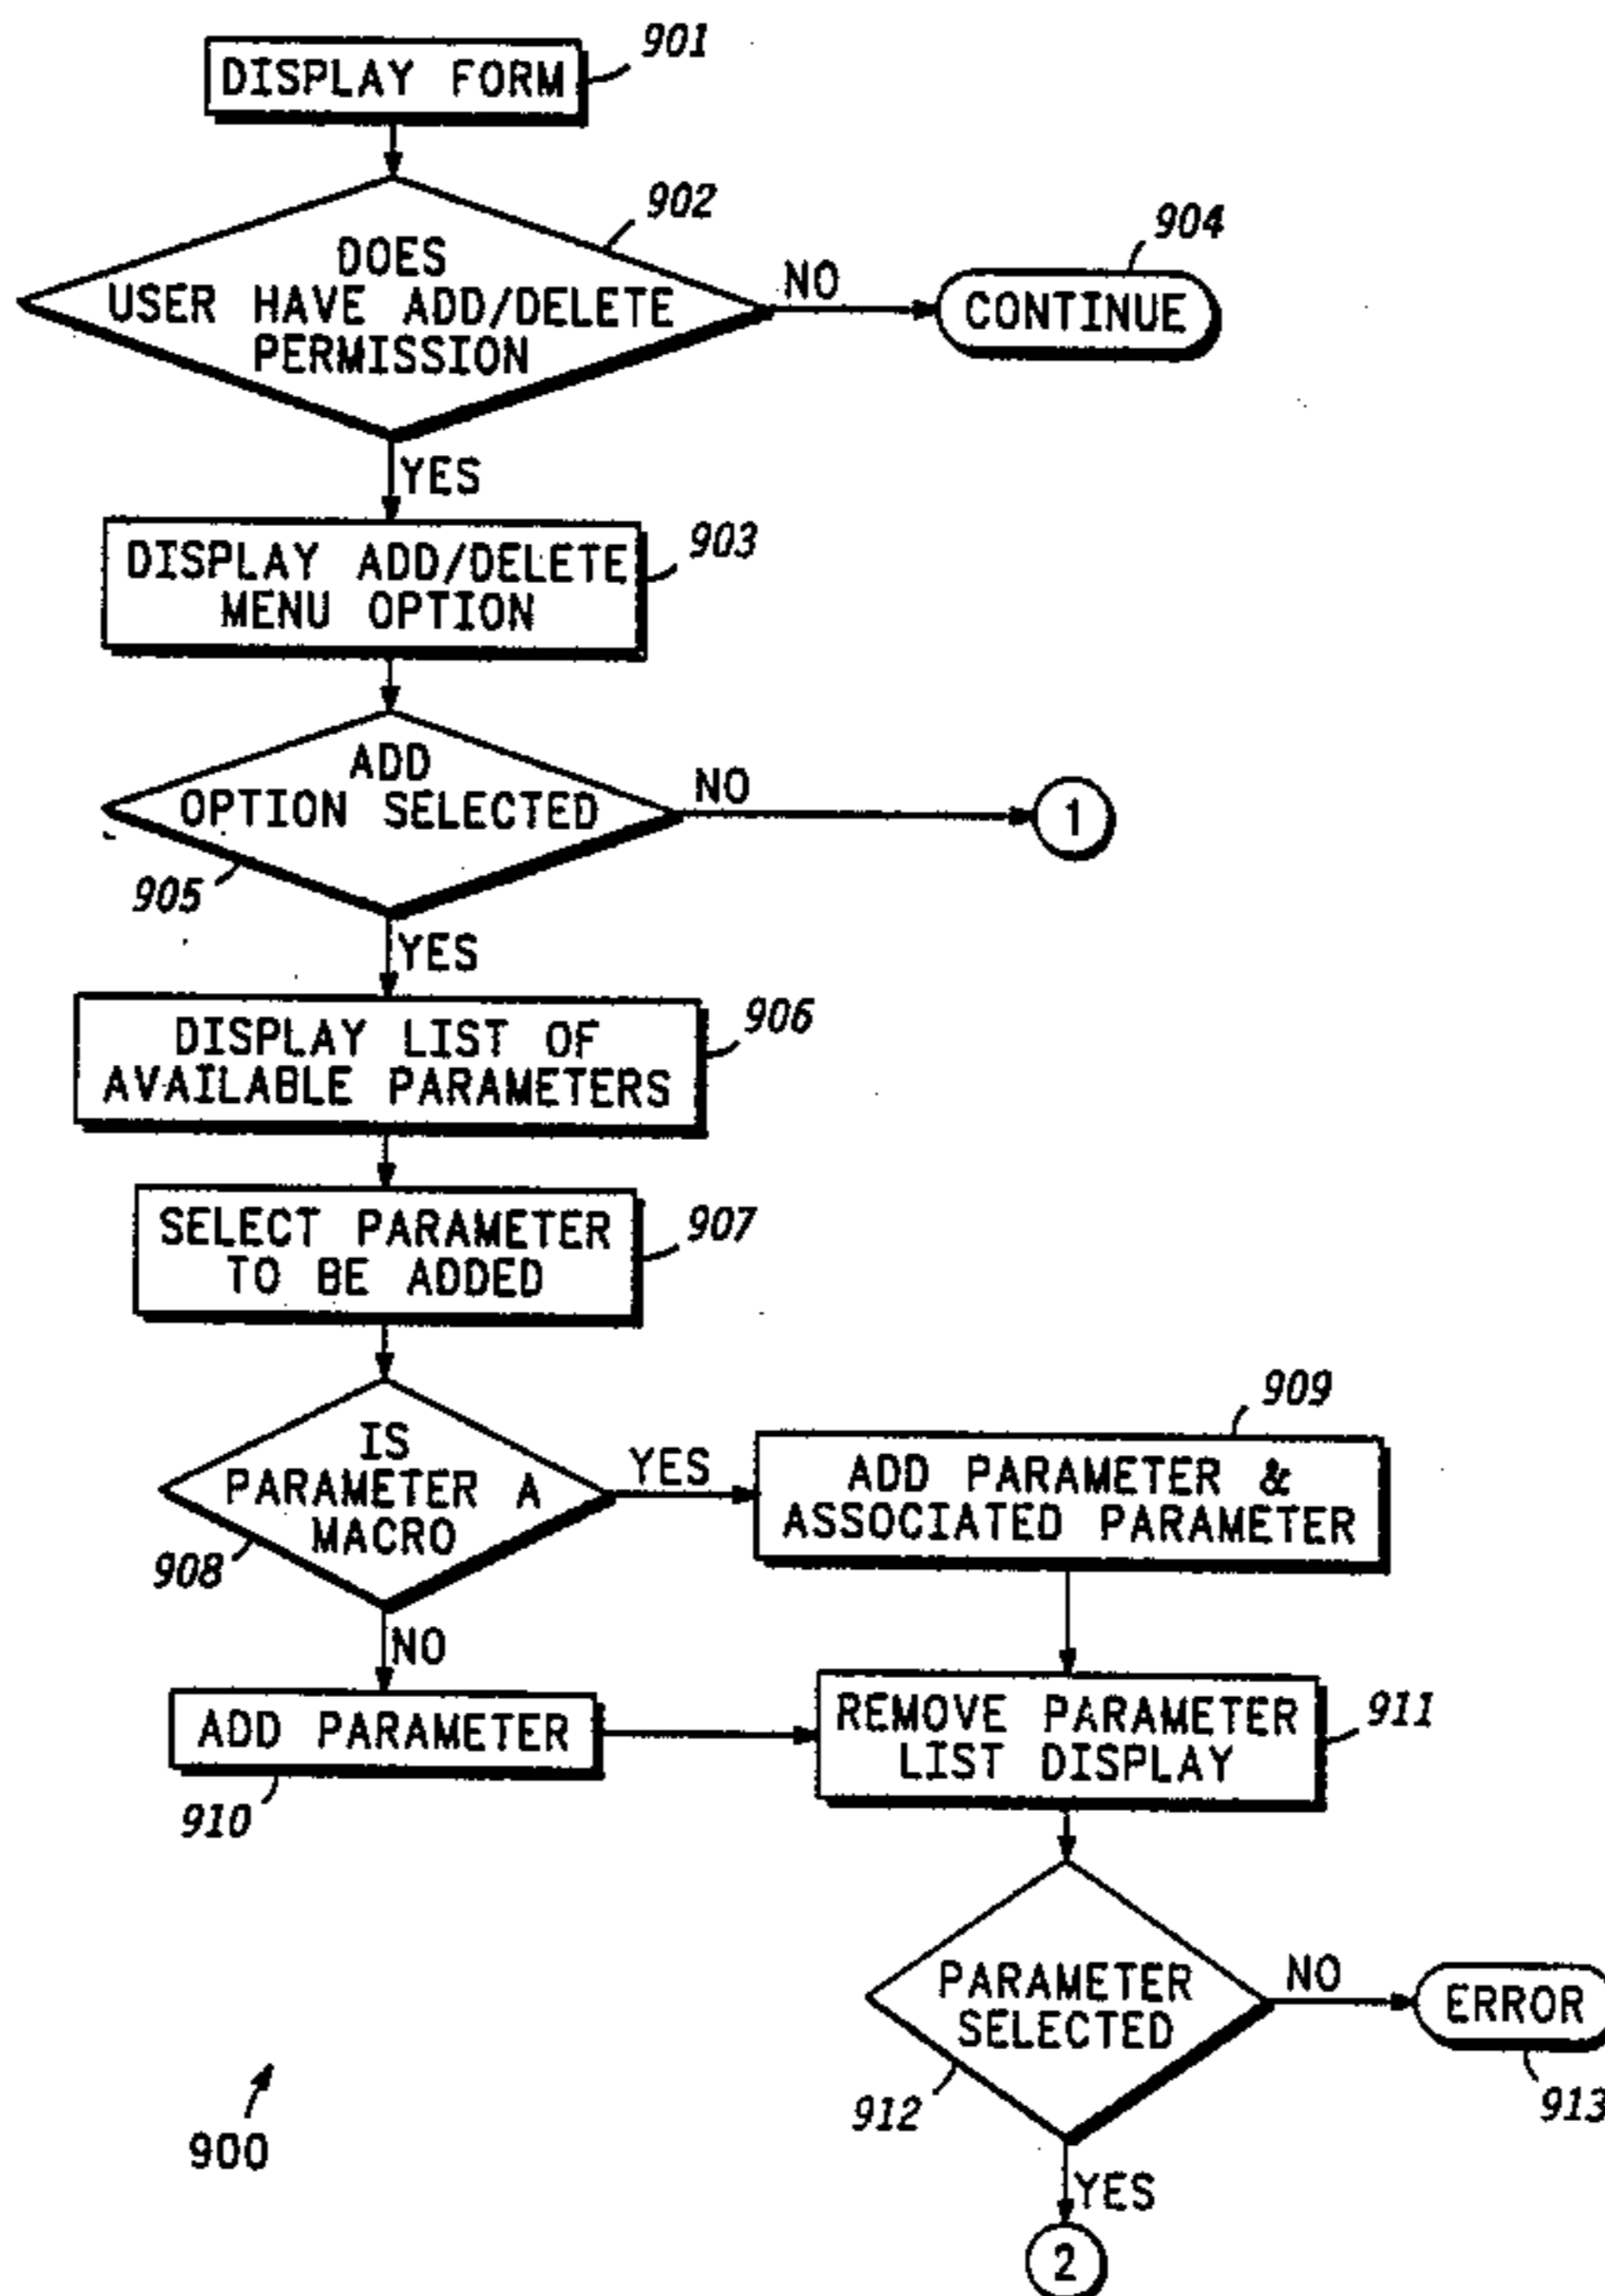 901
DISPLAY FORM
902
DOES
USER HAVE ADD/DELETE
PERMISSION
NO
904
CONTINUE
YES
903
DISPLAY ADD/DELETE
MENU OPTION
ADD
OPTION SELECTED
NO
1
905
YES
906
DISPLAY LIST OF
AVAILABLE PARAMETERS
907
SELECT PARAMETER
TO BE ADDED
IS
PARAMETER A
MACRO
908
YES
909
ADD PARAMETER &
ASSOCIATED PARAMETER
NO
ADD PARAMETER
910
911
REMOVE PARAMETER
LIST DISPLAY
PARAMETER
SELECTED
912
NO
ERROR
913
900
YES
2